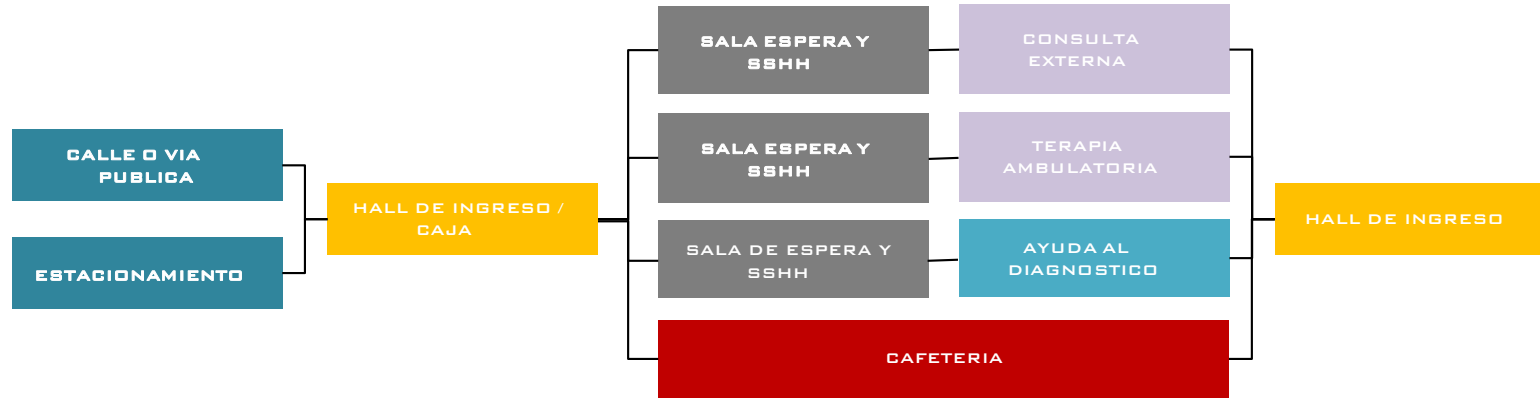 CALLE O VIA
PUBLICA
ESTACIONAMIENTO
HALL DE INGRESO /
CAJA
SALA ESPERA Y
SSHH
CONSULTA
EXTERNA
SALA ESPERA Y
SSHH
TERAPIA
AMBULATORIA
SALA DE ESPERA Y
SSHH
AYUDA AL
DIAGNOSTICO
CAFETERIA
HALL DE INGRESO